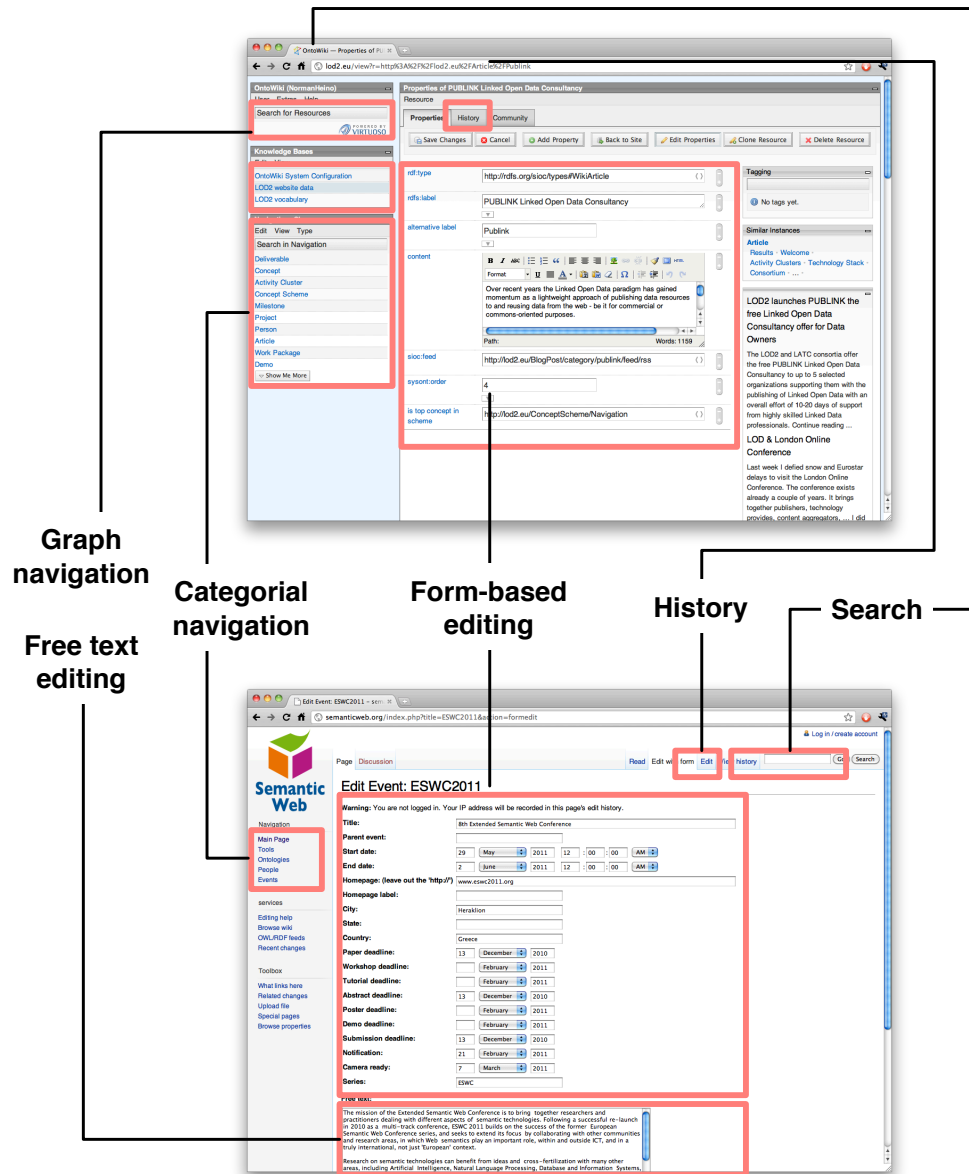 OntoWiki — Properties of PU
lod2.eu/view?r=http%3A%2F%2Flod2.eu%2FArticle%2FPublink
OntoWiki (NormanHeino)
User Extras Help
Search for Resources
POWERED BY
VIRTUOSO
Knowledge Bases
Edit View
OntoWiki System Configuration
LOD2 website data
LOD2 vocabulary
Edit View Type
Search in Navigation
Deliverable
Concept
Activity Cluster
Concept Scheme
Milestone
Project
Person
Article
Work Package
Demo
Show Me More
Properties of PUBLINK Linked Open Data Consultancy
Resource
Properties History Community
Save Changes Cancel Add Property Back to Site Edit Properties Clone Resource Delete Resource
rdf:type http://rdfs.org/sioc/types#WikiArticle
rdfs:label PUBLINK Linked Open Data Consultancy
alternative label Publink
content
B I ABC HTML
Format U A Ω
Over recent years the Linked Open Data paradigm has gained
momentum as a lightweight approach of publishing data resources
to and reusing data from the web - be it for commercial or
commons-oriented purposes.
Path: Words: 1159
sioc:feed http://lod2.eu/BlogPost/category/publink/feed/rss
sysont:order 4
is top concept in
scheme
http://lod2.eu/ConceptScheme/Navigation
Tagging
No tags yet.
Similar Instances
Article
Results · Welcome ·
Activity Clusters · Technology Stack ·
Consortium · ... ·
LOD2 launches PUBLINK the
free Linked Open Data
Consultancy offer for Data
Owners
The LOD2 and LATC consortia offer
the free PUBLINK Linked Open Data
Consultancy to up to 5 selected
organizations supporting them with the
publishing of Linked Open Data with an
overall effort of 10-20 days of support
from highly skilled Linked Data
professionals. Continue reading ...
LOD & London Online
Conference
Last week I defied snow and Eurostar
delays to visit the London Online
Conference. The conference exists
already a couple of years. It brings
together publishers, technology
provides, content aggregators, ... I did
Graph
navigation
Categorial
navigation
Form-based
editing
History
Search
Free text
editing
Edit Event: ESWC2011 – sem
semanticweb.org/index.php?title=ESWC2011&action=formedit
Log in / create account
Semantic
Web
Page Discussion
Read Edit with form Edit View history Go Search
Edit Event: ESWC2011
Warning: You are not logged in. Your IP address will be recorded in this page's edit history.
Navigation
Main Page
Tools
Ontologies
People
Events
services
Editing help
Browse wiki
OWL/RDF feeds
Recent changes
Toolbox
What links here
Related changes
Upload file
Special pages
Browse properties
Title: 8th Extended Semantic Web Conference
Parent event:
Start date: 29 May 2011 12 : 00 : 00 AM
End date: 2 June 2011 12 : 00 : 00 AM
Homepage: (leave out the 'http://') www.eswc2011.org
Homepage label:
City: Heraklion
State:
Country: Greece
Paper deadline: 13 December 2010
Workshop deadline: February 2011
Tutorial deadline: February 2011
Abstract deadline: 13 December 2010
Poster deadline: February 2011
Demo deadline: February 2011
Submission deadline: 13 December 2010
Notification: 21 February 2011
Camera ready: 7 March 2011
Series: ESWC
Free text:
The mission of the Extended Semantic Web Conference is to bring together researchers and
practitioners dealing with different aspects of semantic technologies. Following a successful re-launch
in 2010 as a multi-track conference, ESWC 2011 builds on the success of the former European
Semantic Web Conference series, and seeks to extend its focus by collaborating with other communities
and research areas, in which Web semantics play an important role, within and outside ICT, and in a
truly international, not just 'European' context.
Research on semantic technologies can benefit from ideas and cross-fertilization with many other
areas, including Artificial Intelligence, Natural Language Processing, Database and Information Systems,